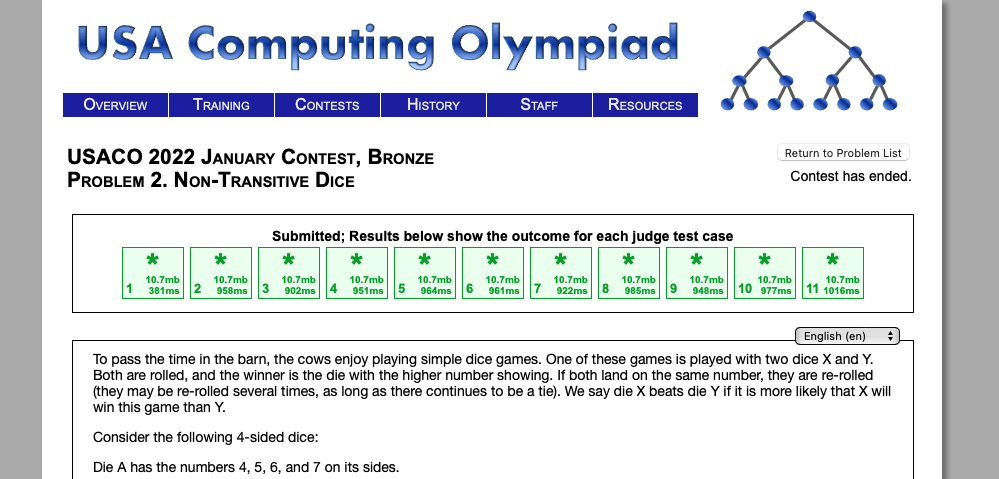 USA Computing Olympiad
OVERVIEW TRAINING CONTESTS HISTORY STAFF RESOURCES
USACO 2022 JANUARY CONTEST, BRONZE
PROBLEM 2. NON-TRANSITIVE DICE
Return to Problem List
Contest has ended.
Submitted; Results below show the outcome for each judge test case
* * * * * * * * * * *
10.7mb 10.7mb 10.7mb 10.7mb 10.7mb 10.7mb 10.7mb 10.7mb 10.7mb 10.7mb 10.7mb
1 381ms 2 958ms 3 902ms 4 951ms 5 964ms 6 961ms 7 922ms 8 985ms 9 948ms 10 977ms 11 1016ms
English (en)
To pass the time in the barn, the cows enjoy playing simple dice games. One of these games is played with two dice X and Y.
Both are rolled, and the winner is the die with the higher number showing. If both land on the same number, they are re-rolled
(they may be re-rolled several times, as long as there continues to be a tie). We say die X beats die Y if it is more likely that X will
win this game than Y.
Consider the following 4-sided dice:
Die A has the numbers 4, 5, 6, and 7 on its sides.